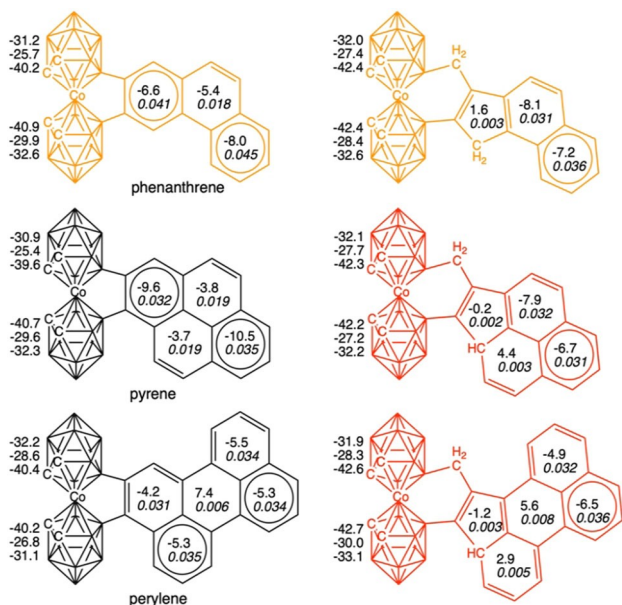 -31.2
-25.7
-40.2
C
C
Co
C
C
-40.9
-29.9
-32.6
-6.6
0.041
-5.4
0.018
-8.0
0.045
phenanthrene
-32.0
-27.4
-42.4
C
C
Co
C
C
-42.4
-28.4
-32.6
H2
C
1.6
0.003
-8.1
0.031
C
H2
-7.2
0.036
-30.9
-25.4
-39.6
C
C
Co
C
C
-40.7
-29.6
-32.3
-9.6
0.032
-3.8
0.019
-3.7
0.019
-10.5
0.035
pyrene
-32.1
-27.7
-42.3
C
C
Co
C
C
-42.2
-27.2
-32.2
H2
C
-0.2
0.002
-7.9
0.032
HC
4.4
0.003
-6.7
0.031
-32.2
-28.6
-40.4
C
C
Co
C
C
-40.2
-26.8
-31.1
-5.5
0.034
-4.2
0.031
7.4
0.006
-5.3
0.034
-5.3
0.035
perylene
-31.9
-28.3
-42.6
C
C
Co
C
C
-42.7
-30.0
-33.1
H2
C
-4.9
0.032
-1.2
0.003
5.6
0.008
-6.5
0.036
HC
2.9
0.005